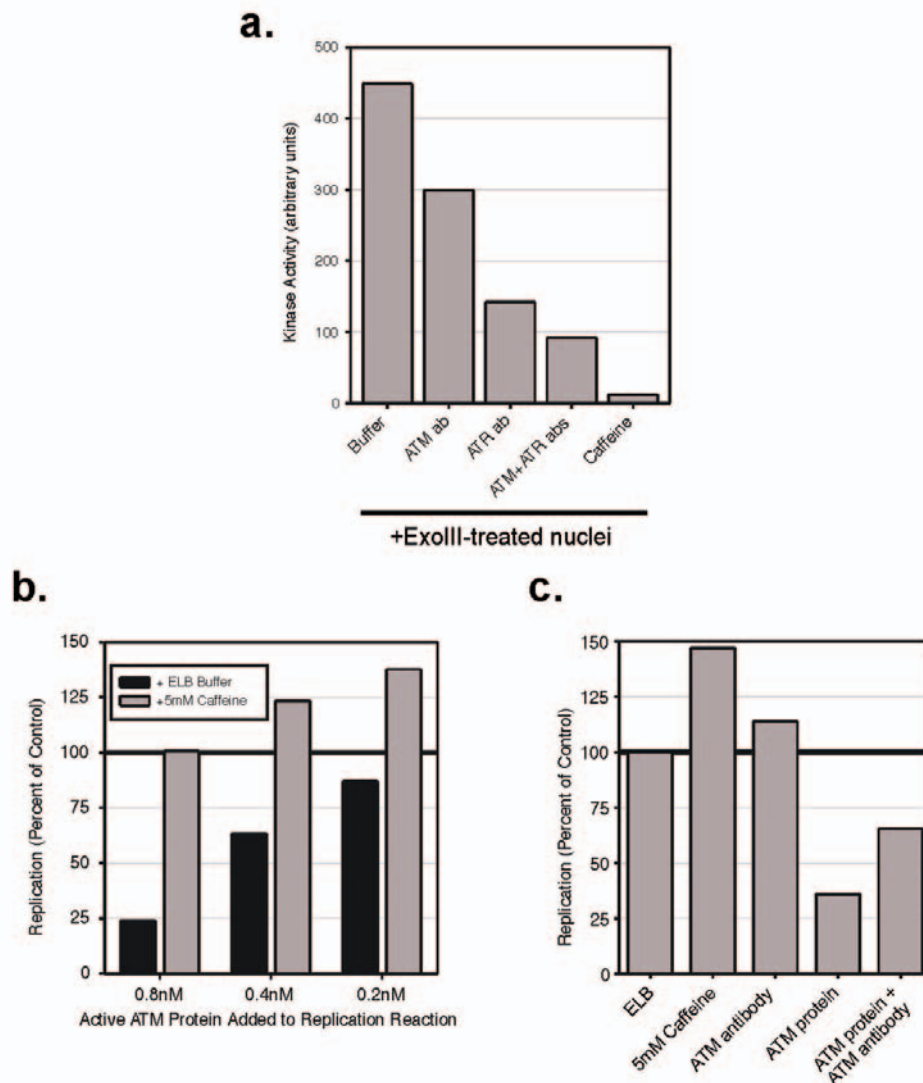 a.
500
400
300
200
100
0
Kinase Activity (arbitrary units)
Buffer
ATM ab
ATR ab
ATM+ATR abs
Caffeine
+ExoIII-treated nuclei
b.
150
125
100
75
50
25
0
Replication (Percent of Control)
+ ELB Buffer
+5mM Caffeine
0.8nM
0.4nM
0.2nM
Active ATM Protein Added to Replication Reaction
c.
150
125
100
75
50
25
0
Replication (Percent of Control)
ELB
5mM Caffeine
ATM antibody
ATM protein
ATM protein +
ATM antibody